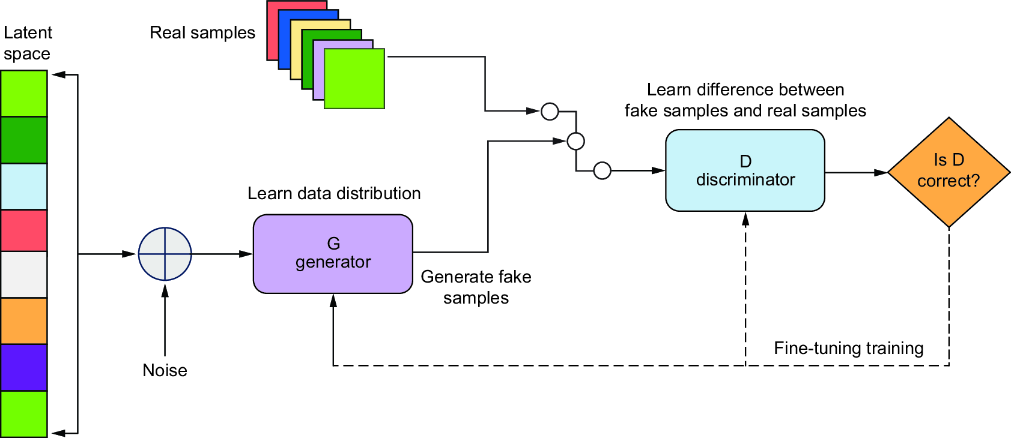 Latent
space
Real samples
Learn difference between
fake samples and real samples
D
discriminator
Is D
correct?
Learn data distribution
G
generator
Generate fake
samples
Noise
Fine-tuning training